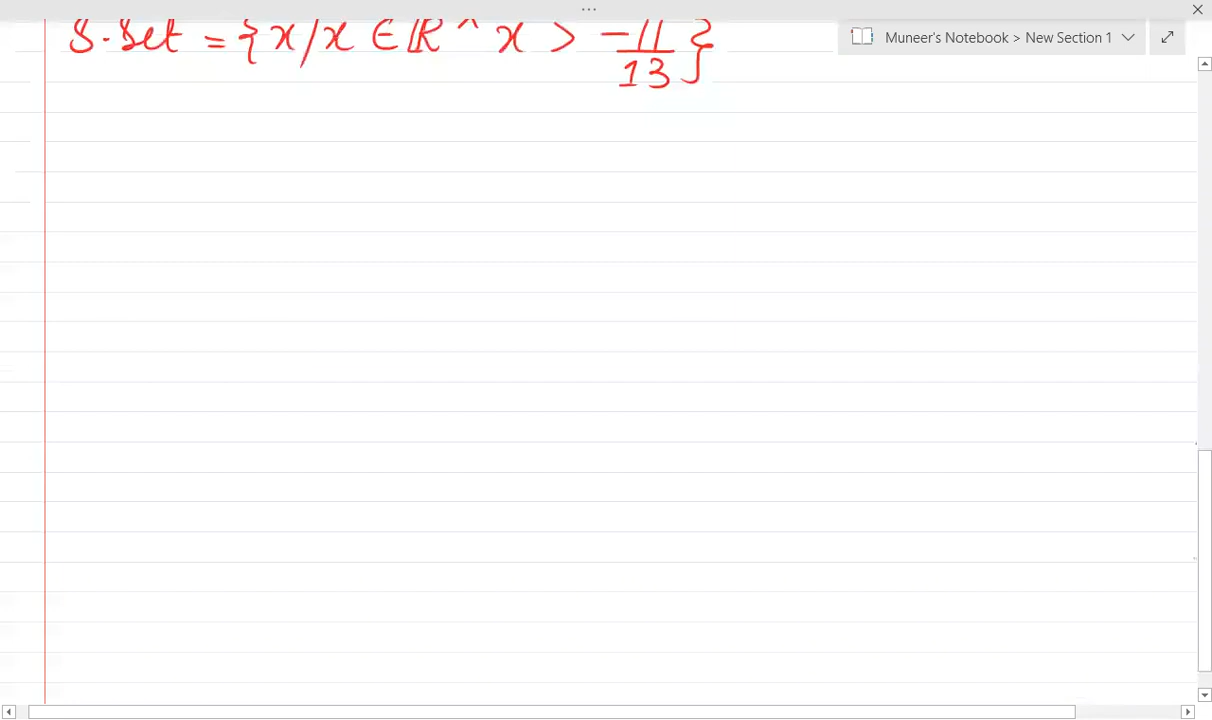 ...
Muneer's Notebook > New Section 1
S.Set = {x/x ∈ ℝ ^ x > -11/13}